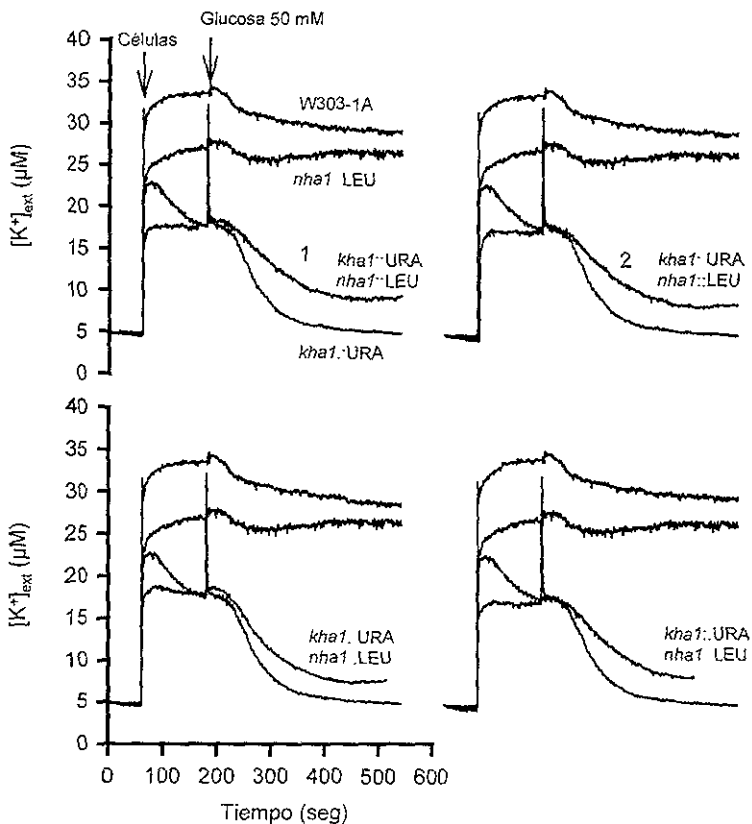 Glucosa 50 mM
Células
W303-1A
nha1 LEU
1 kha1::URA
nha1::LEU
kha1.·URA
2 kha1: URA
nha1::LEU
[K+]ext (µM)
40
35
30
25
20
15
10
5
0
[K+]ext (µM)
40
35
30
25
20
15
10
5
0
kha1. URA
nha1 .LEU
kha1:.URA
nha1 LEU
0 100 200 300 400 500 600
Tiempo (seg)